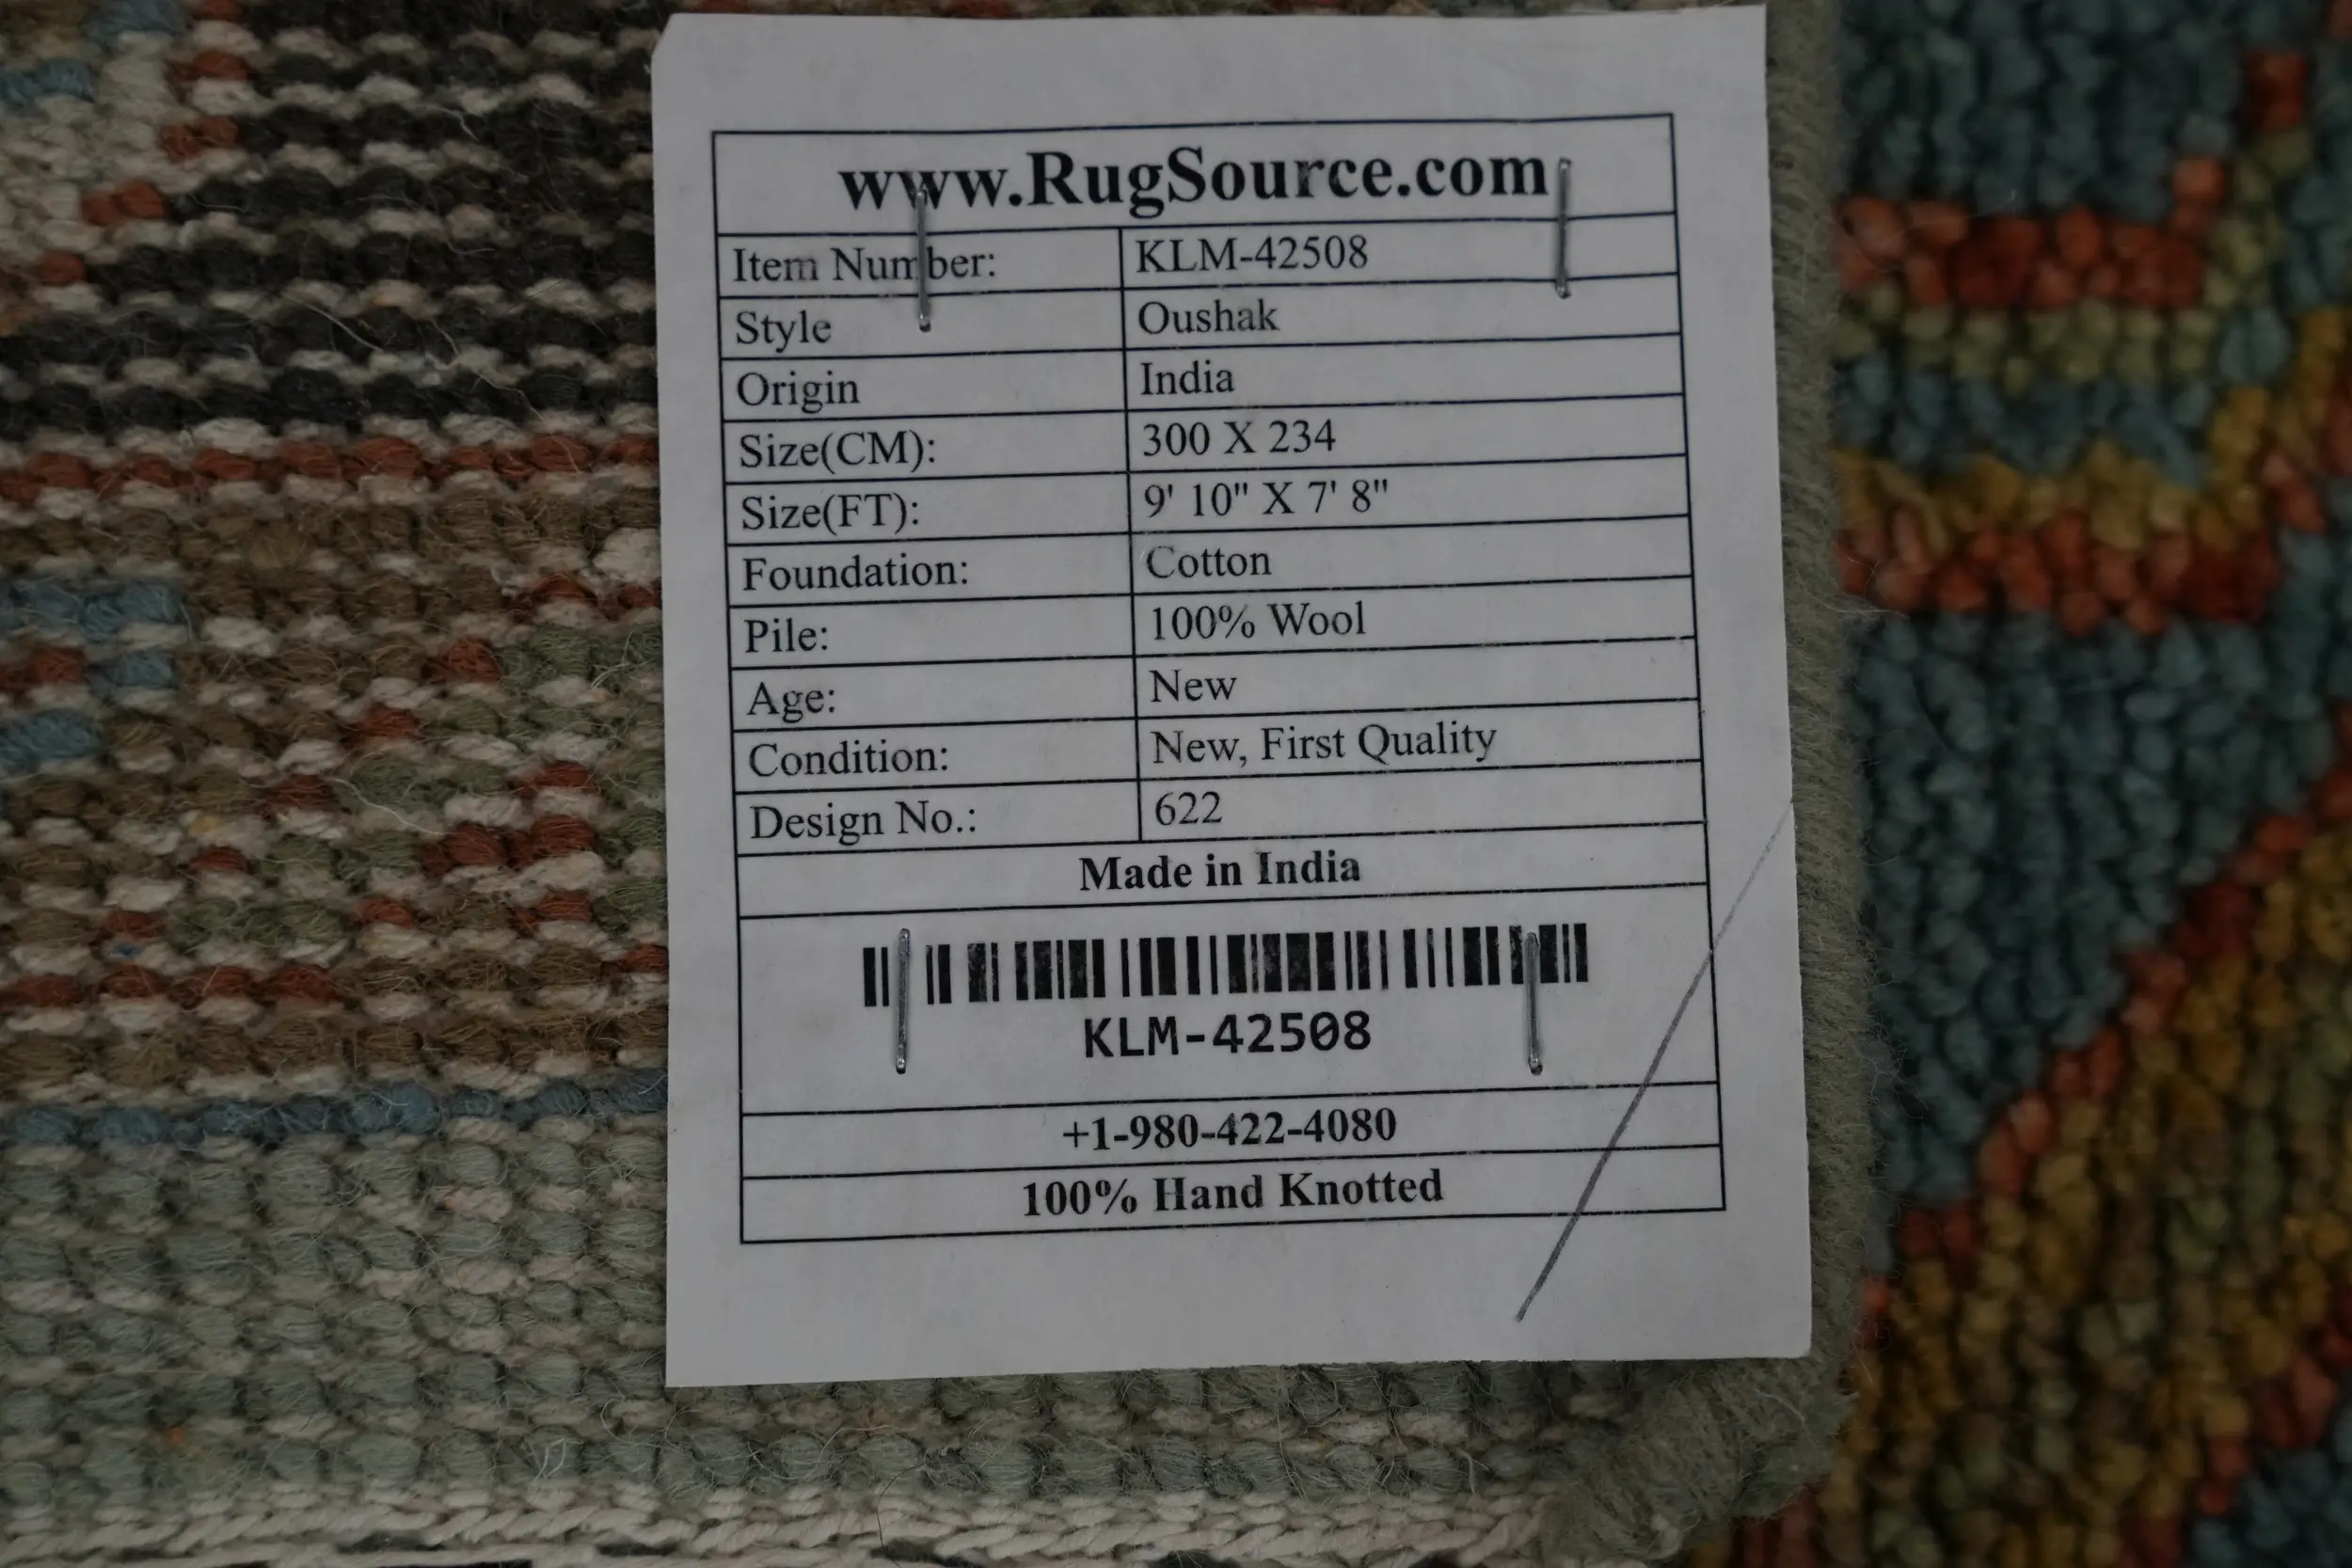 www.RugSource.com
Item Number: KLM-42508
Style Oushak
Origin India
Size(CM): 300 X 234
Size(FT): 9' 10" X 7' 8"
Foundation: Cotton
Pile: 100% Wool
Age: New
Condition: New, First Quality
Design No.: 622
Made in India
KLM-42508
+1-980-422-4080
100% Hand Knotted